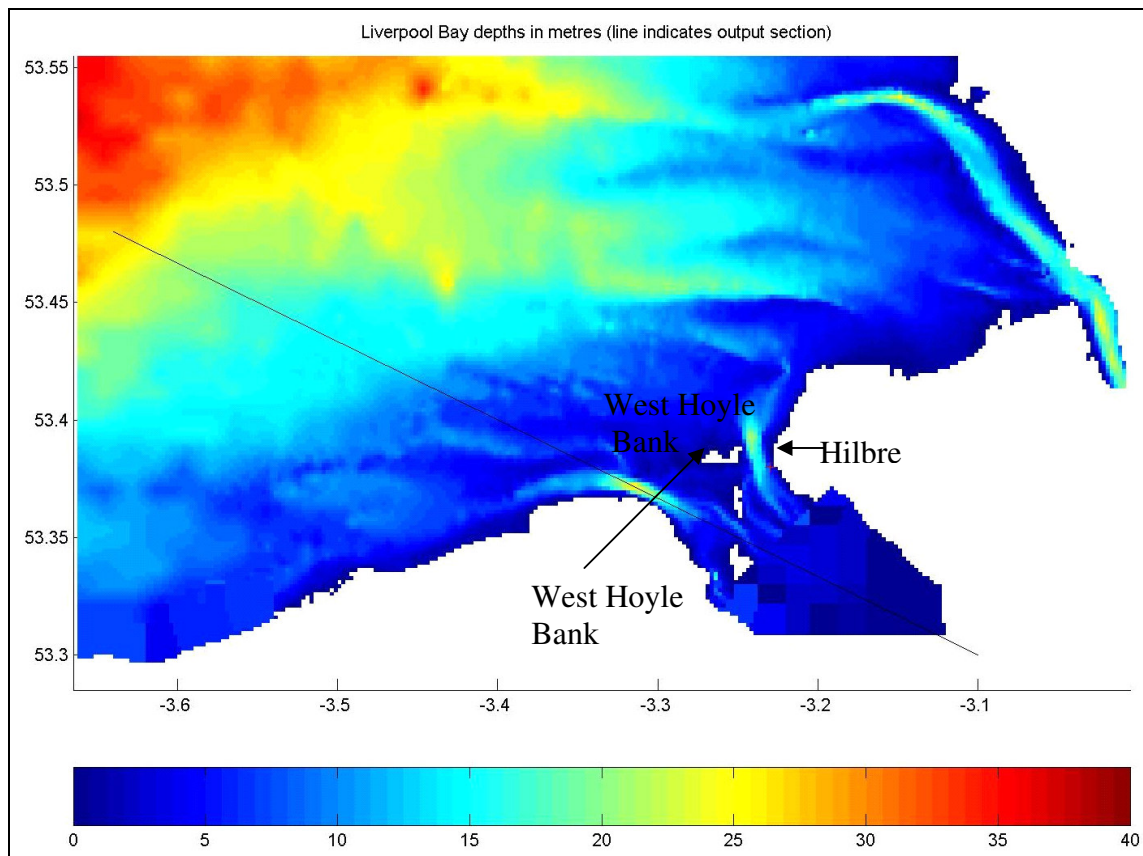 Liverpool Bay depths in metres (line indicates output section)
53.55
53.5
53.45
53.4
53.35
53.3
West Hoyle
Bank
Hilbre
West Hoyle
Bank
-3.6 -3.5 -3.4 -3.3 -3.2 -3.1
0 5 10 15 20 25 30 35 40